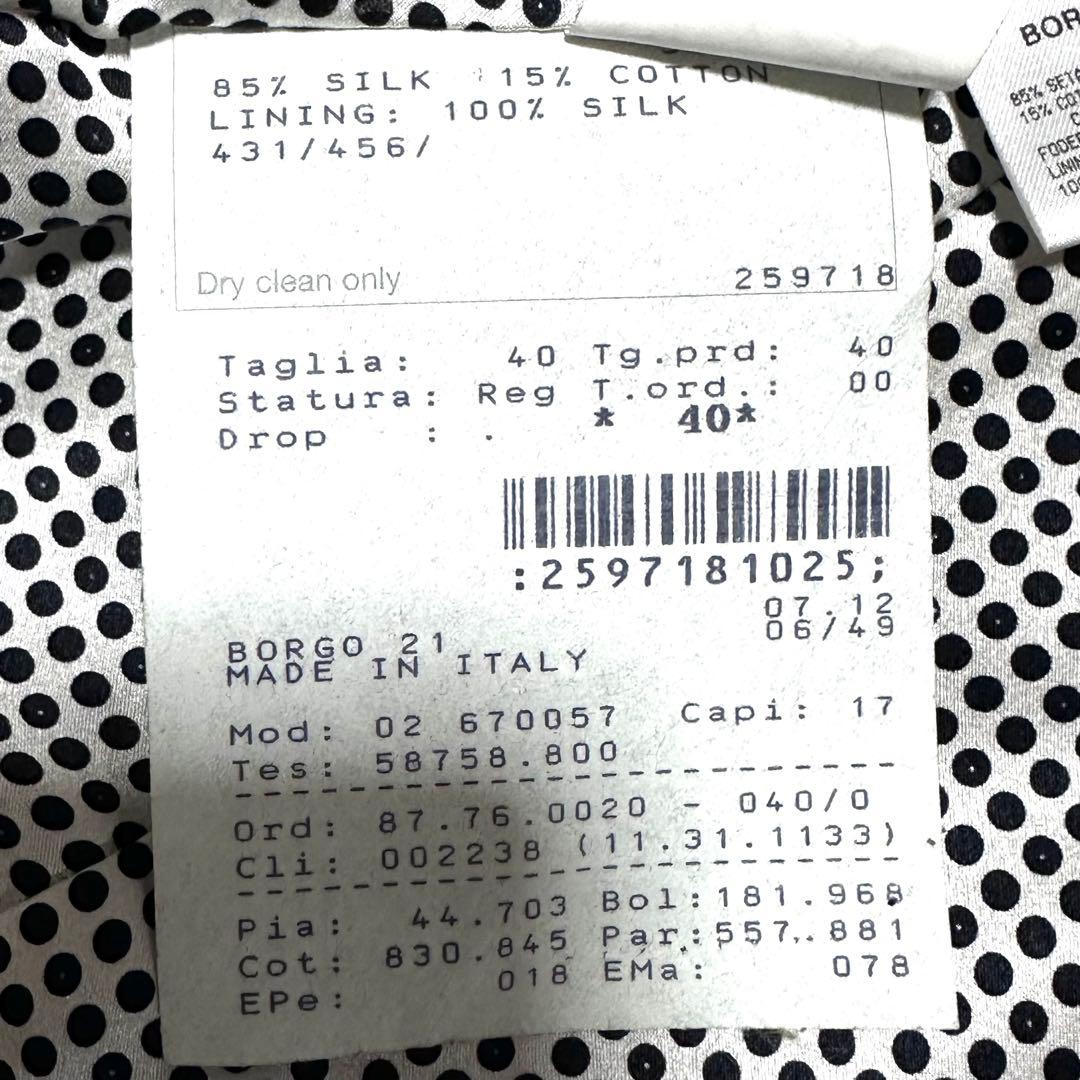 85% SILK 15% COTTON
LINING: 100% SILK
431/456/
Dry clean only 259718
Taglia: 40 Tg.prd: 40
Statura: Reg T.ord.: 00
Drop : . * 40*
:2597181025;
07.12
06/49
BORGO 21
MADE IN ITALY
Mod: 02 670057 Capi: 17
Tes: 58758.800
Ord: 87.76.0020 - 040/0
Cli: 002238 (11.31.1133)
Pia: 44.703 Bol:181.968
Cot: 830.845 Par:557.881
EPe: 018 EMa: 078
BOR
85% SETA
15% COT
FODE
LININ
100